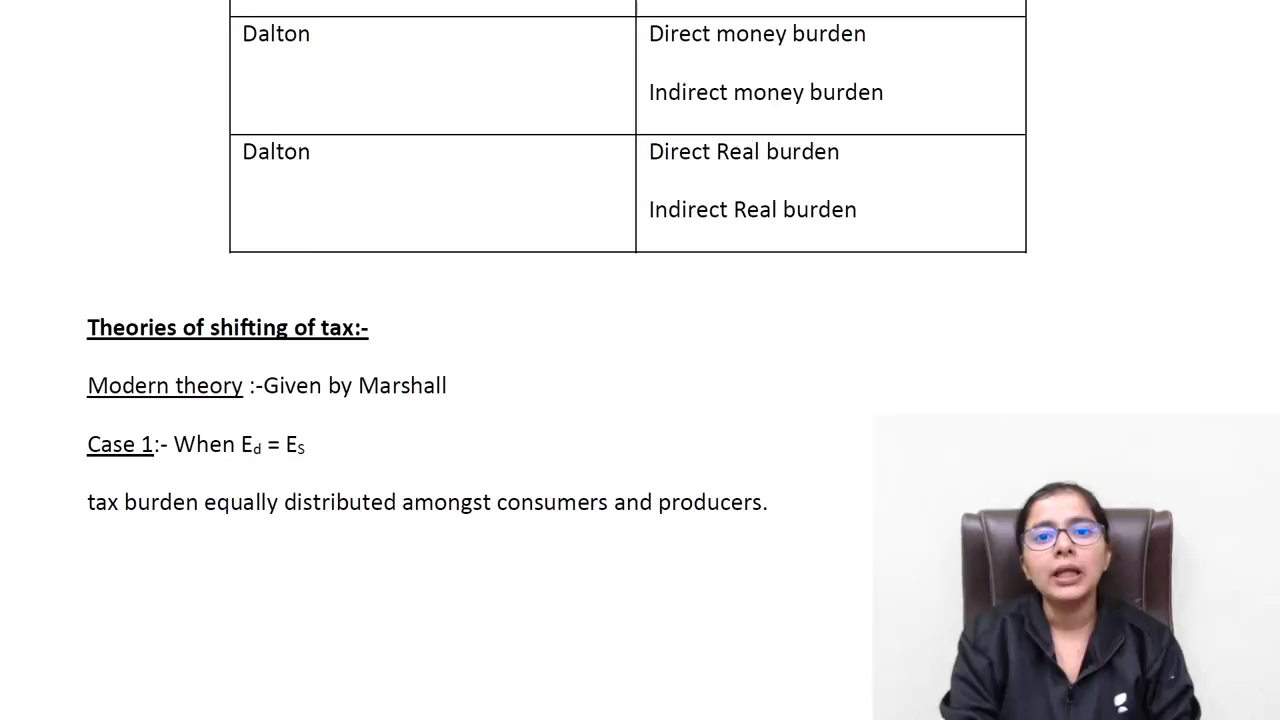 Dalton
Direct money burden
Indirect money burden
Dalton
Direct Real burden
Indirect Real burden
Theories of shifting of tax:-
Modern theory :-Given by Marshall
Case 1:- When Ed = ES
tax burden equally distributed amongst consumers and producers.